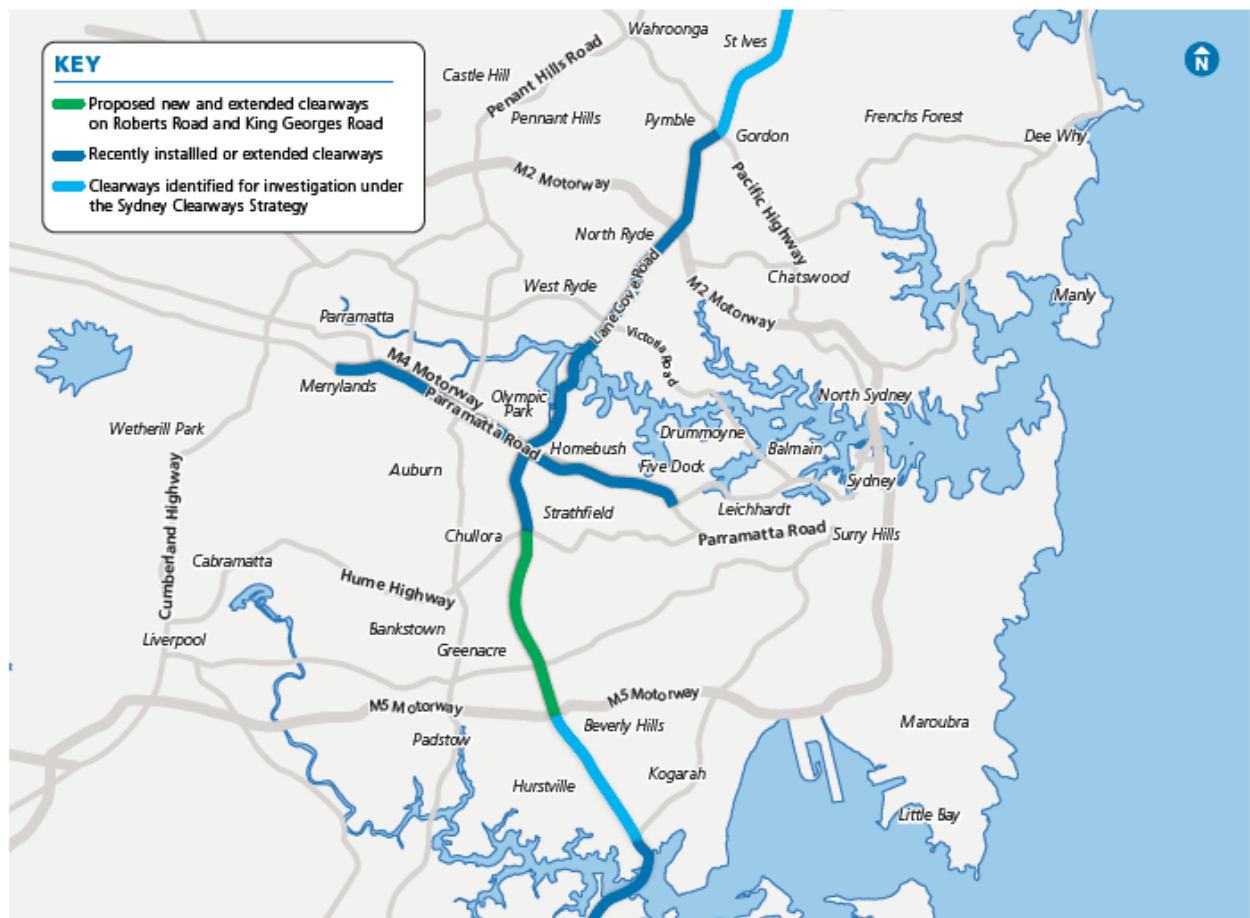 KEY
Proposed new and extended clearways
on Roberts Road and King Georges Road
Recently installled or extended clearways
Clearways identified for investigation under
the Sydney Clearways Strategy
N
Wahroonga
St Ives
Castle Hill
Penant Hills Road
Pennant Hills
Pymble
Gordon
Frenchs Forest
Dee Why
M2 Motorway
Pacific Highway
North Ryde
Lane Cove Road
Chatswood
West Ryde
M2 Motorway
Manly
Parramatta
Victoria Road
M4 Motorway
Merrylands
Parramatta Road
Olympic
Park
North Sydney
Wetherill Park
Drummoyne
Homebush
Balmain
Five Dock
Auburn
Sydney
Leichhardt
Strathfield
Parramatta Road
Surry Hills
Chullora
Cumberland Highway
Cabramatta
Hume Highway
Bankstown
Liverpool
Greenacre
M5 Motorway
M5 Motorway
Beverly Hills
Maroubra
Padstow
Kogarah
Hurstville
Little Bay